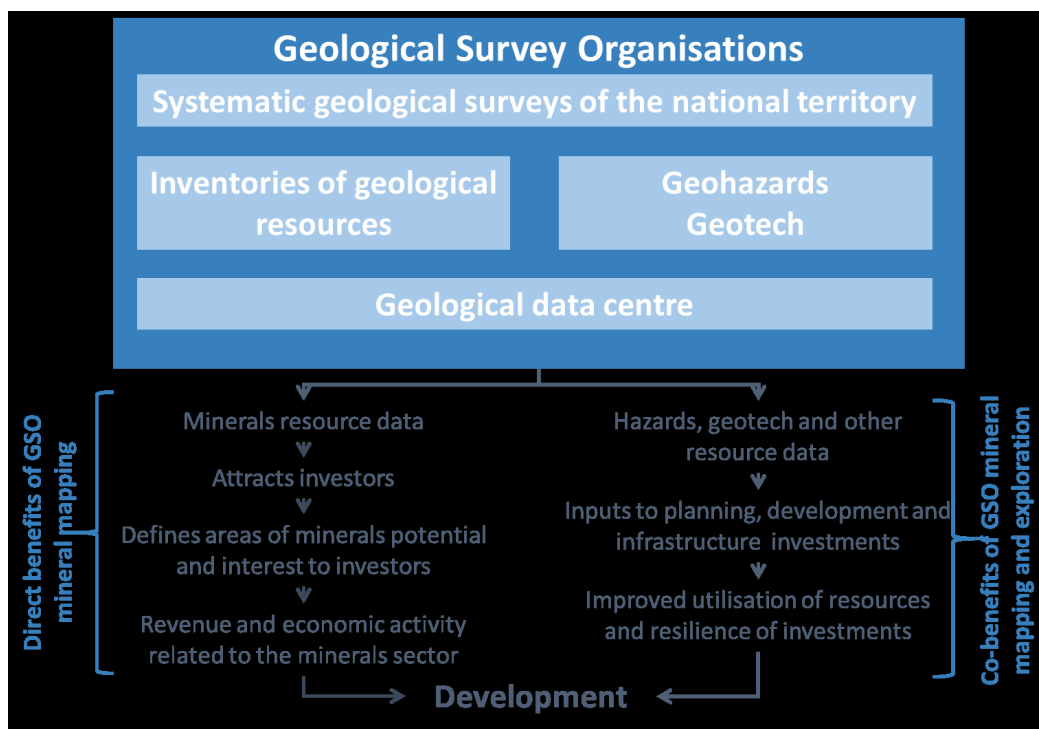 Geological Survey Organisations
Systematic geological surveys of the national territory
Inventories of geological
resources
Geohazards
Geotech
Geological data centre
Direct benefits of GSO
mineral mapping
Minerals resource data
Attracts investors
Defines areas of minerals potential
and interest to investors
Revenue and economic activity
related to the minerals sector
Hazards, geotech and other
resource data
Inputs to planning, development and
infrastructure investments
Improved utilisation of resources
and resilience of investments
Co-benefits of GSO mineral
mapping and exploration
Development